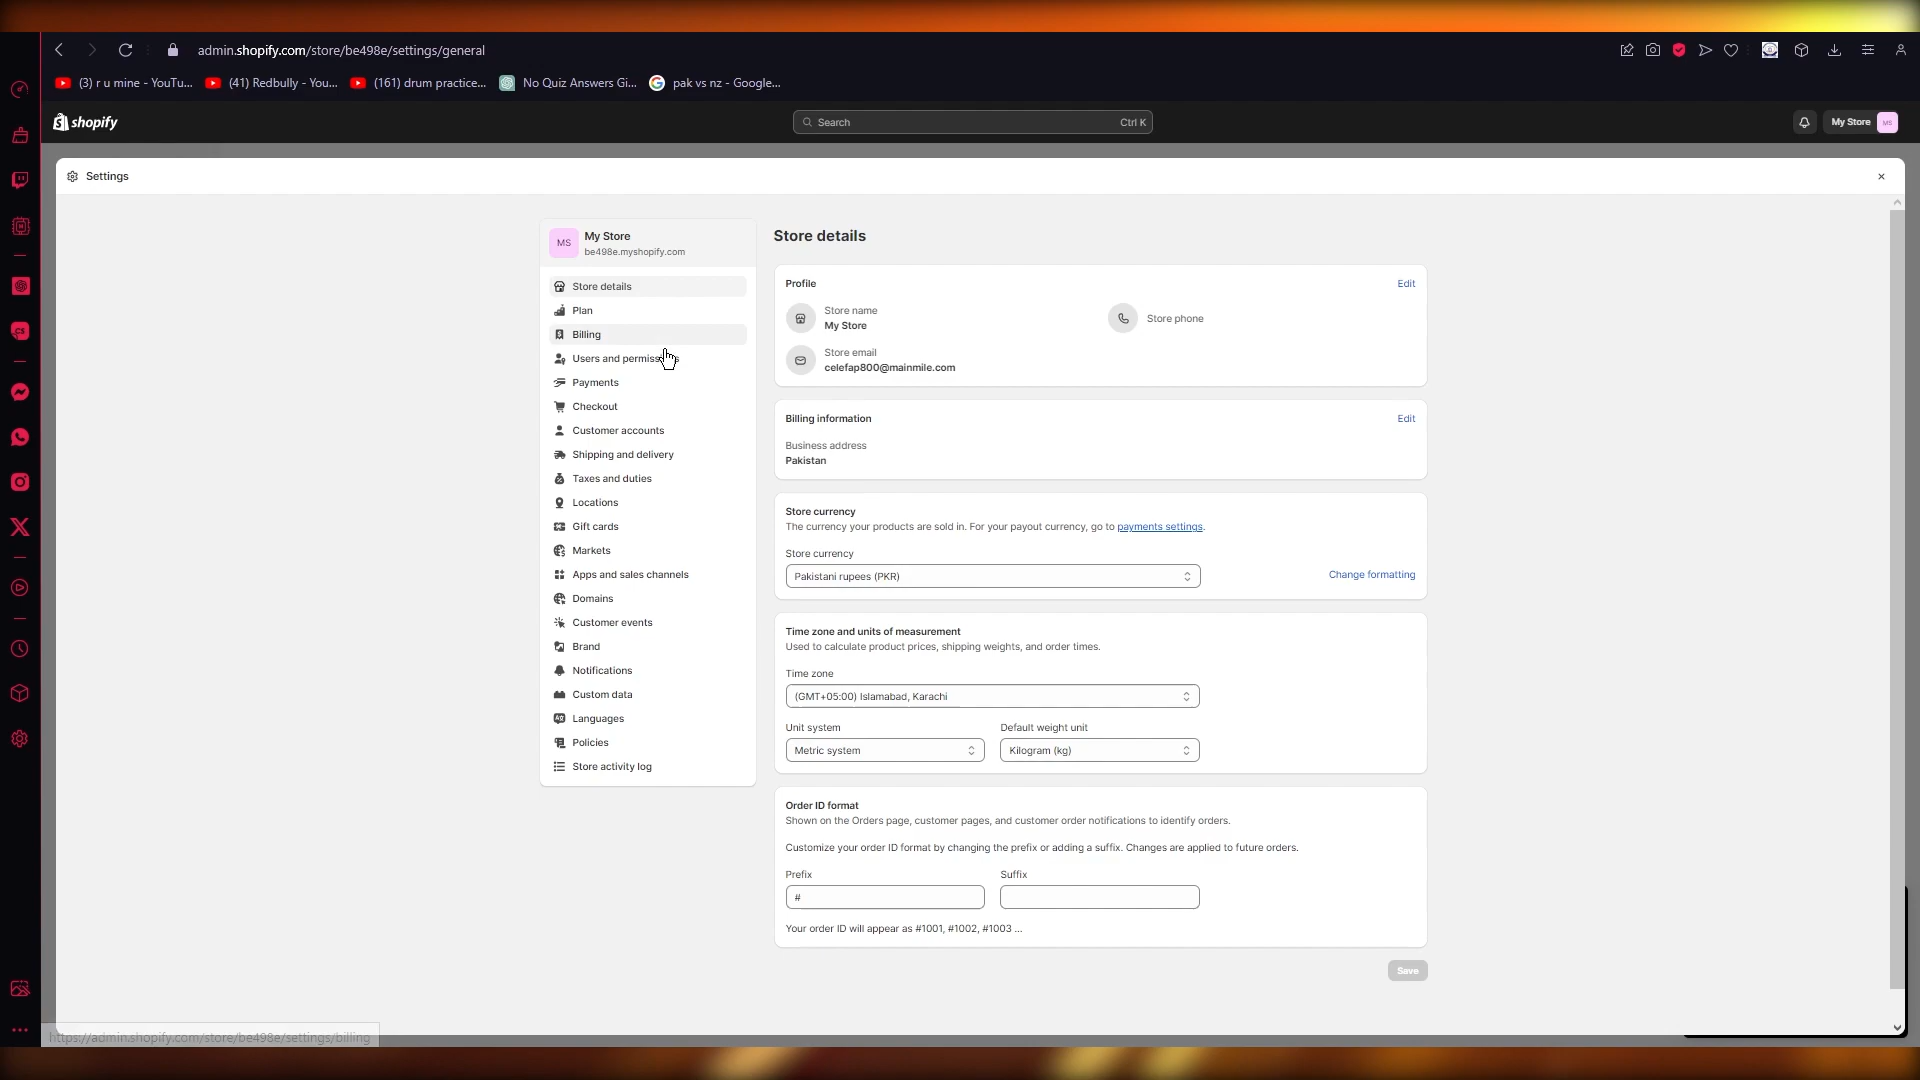 admin.shopify.com/store/be498e/settings/general
(3) r u mine - YouTu...
(41) Redbully - You...
(161) drum practice...
No Quiz Answers Gi...
pak vs nz - Google...
shopify
Search
Ctrl K
My Store
MS
Settings
MS
My Store
be498e.myshopify.com
Store details
Plan
Billing
Users and permissions
Payments
Checkout
Customer accounts
Shipping and delivery
Taxes and duties
Locations
Gift cards
Markets
Apps and sales channels
Domains
Customer events
Brand
Notifications
Custom data
Languages
Policies
Store activity log
Store details
Profile
Edit
Store name
My Store
Store phone
Store email
celefap800@mainmile.com
Billing information
Edit
Business address
Pakistan
Store currency
The currency your products are sold in. For your payout currency, go to payments settings.
Store currency
Pakistani rupees (PKR)
Change formatting
Time zone and units of measurement
Used to calculate product prices, shipping weights, and order times.
Time zone
(GMT+05:00) Islamabad, Karachi
Unit system
Default weight unit
Metric system
Kilogram (kg)
Order ID format
Shown on the Orders page, customer pages, and customer order notifications to identify orders.
Customize your order ID format by changing the prefix or adding a suffix. Changes are applied to future orders.
Prefix
Suffix
#
Your order ID will appear as #1001, #1002, #1003 ...
Save
https://admin.shopify.com/store/be498e/settings/billing